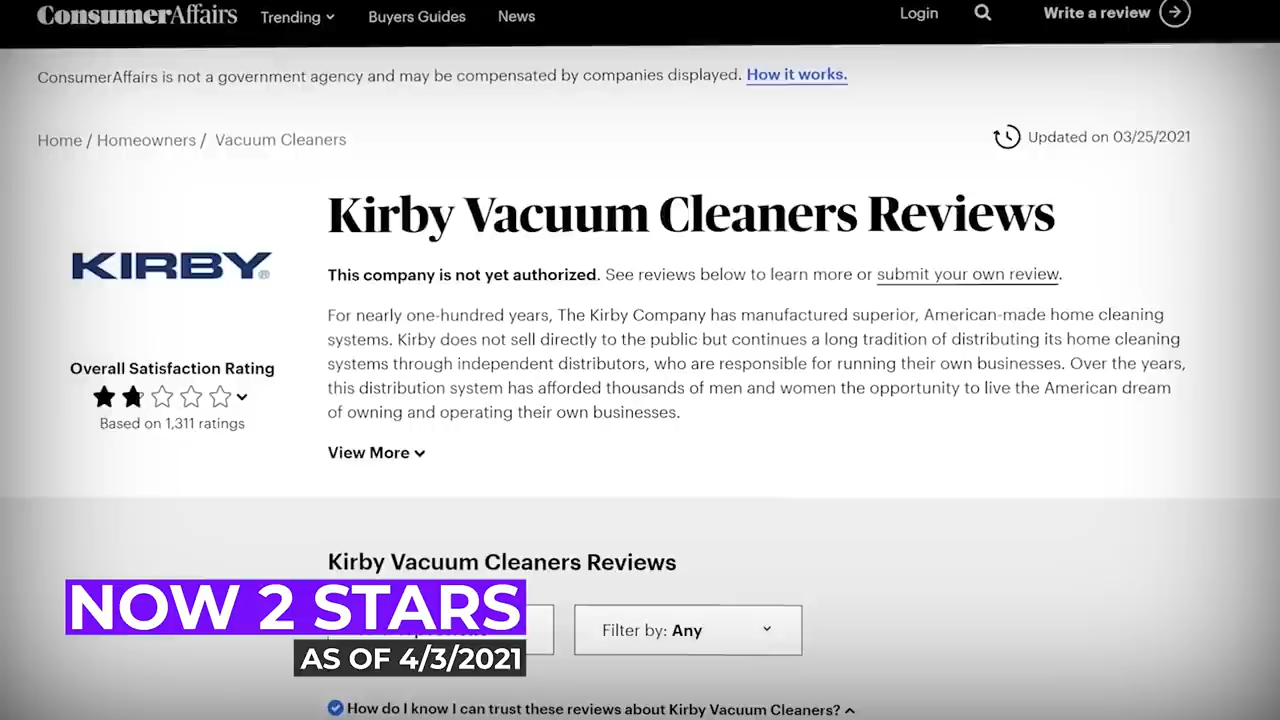 ConsumerAffairs Trending Buyers Guides News Login Write a review
ConsumerAffairs is not a government agency and may be compensated by companies displayed. How it works.
Home / Homeowners / Vacuum Cleaners
Updated on 03/25/2021
Kirby Vacuum Cleaners Reviews
KIRBY®
This company is not yet authorized. See reviews below to learn more or submit your own review.
For nearly one-hundred years, The Kirby Company has manufactured superior, American-made home cleaning
systems. Kirby does not sell directly to the public but continues a long tradition of distributing its home cleaning
systems through independent distributors, who are responsible for running their own businesses. Over the years,
this distribution system has afforded thousands of men and women the opportunity to live the American dream
of owning and operating their own businesses.
Overall Satisfaction Rating
Based on 1,311 ratings
View More
Kirby Vacuum Cleaners Reviews
NOW 2 STARS
Filter by: Any
AS OF 4/3/2021
How do I know I can trust these reviews about Kirby Vacuum Cleaners?